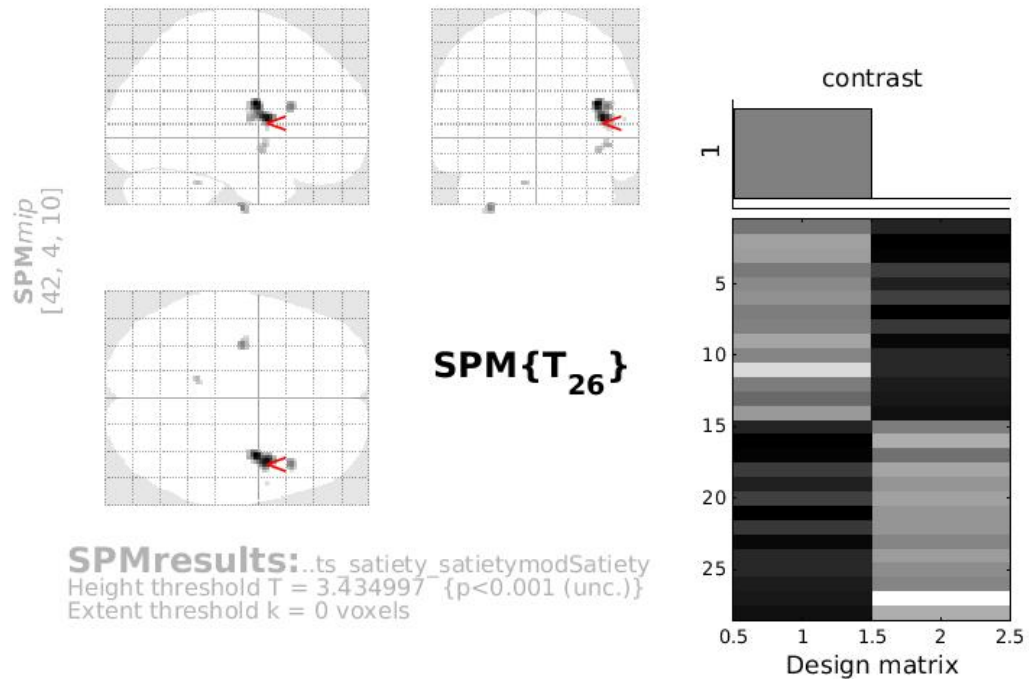 SPMmip
[42, 4, 10]
SPM{T26}
contrast
1
5
10
15
20
25
0.5 1 1.5 2 2.5
Design matrix
SPMresults:..ts_satiety_satietymodSatiety
Height threshold T = 3.434997 {p<0.001 (unc.)}
Extent threshold k = 0 voxels